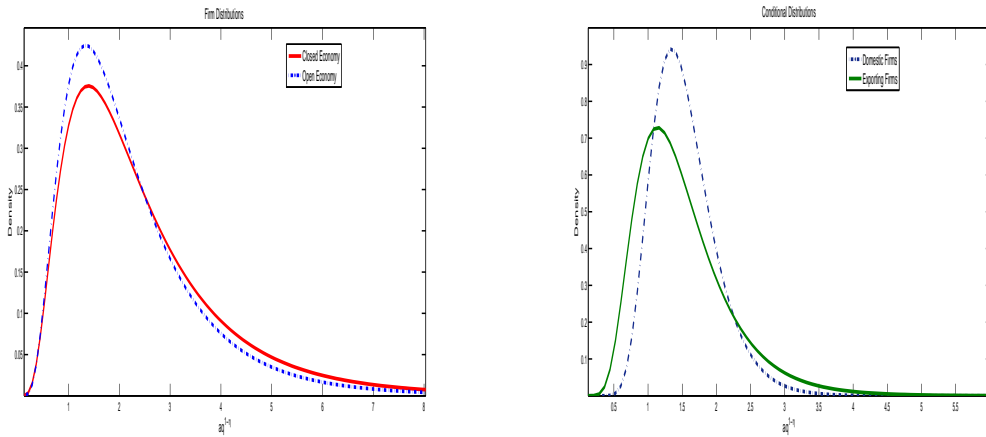 Firm Distributions
Closed Economy
Open Economy
Density
0.4
0.35
0.3
0.25
0.2
0.15
0.1
0.05
1 2 3 4 5 6 7 8
aq^{1-η}
Conditional Distributions
Domestic Firms
Exporting Firms
Density
0.9
0.8
0.7
0.6
0.5
0.4
0.3
0.2
0.1
0.5 1 1.5 2 2.5 3 3.5 4 4.5 5 5.5
aq^{1-η}